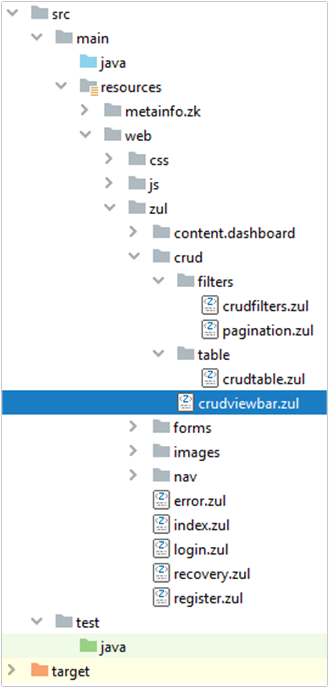 src
main
java
resources
metainfo.zk
web
css
js
zul
content.dashboard
crud
filters
crudfilters.zul
pagination.zul
table
crudtable.zul
crudviewbar.zul
forms
images
nav
error.zul
index.zul
login.zul
recovery.zul
register.zul
test
java
target